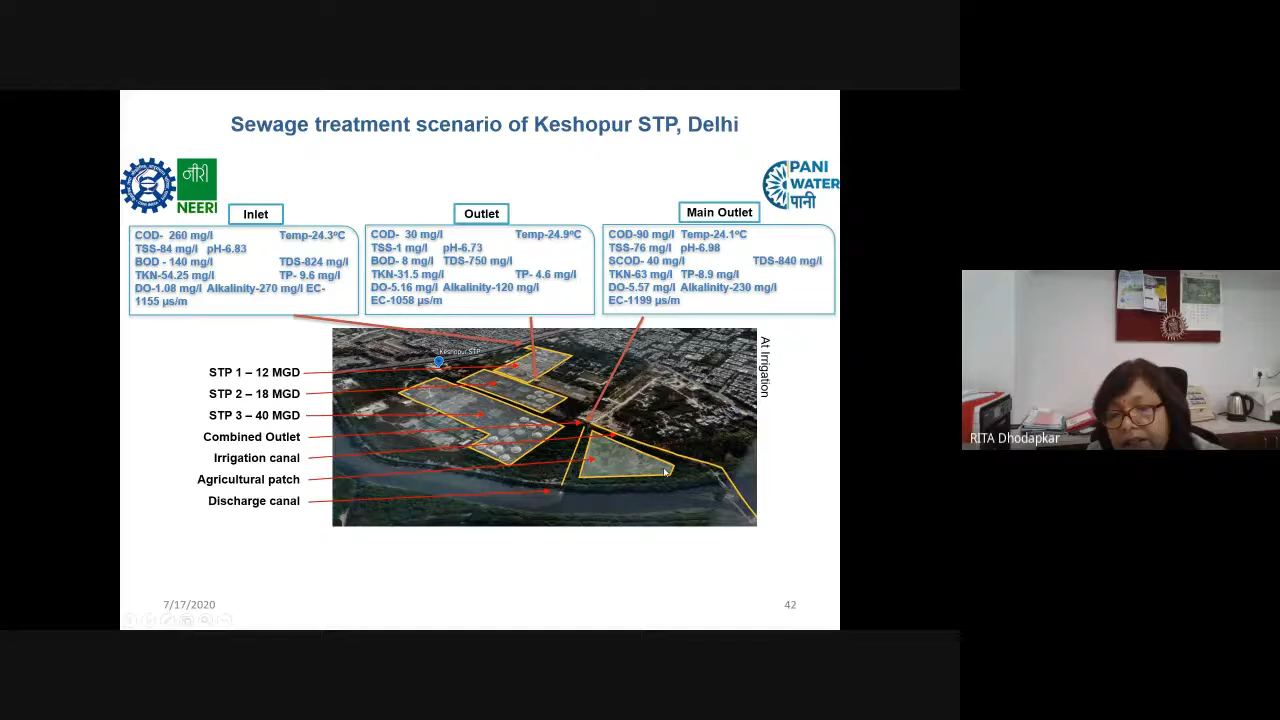 Sewage treatment scenario of Keshopur STP, Delhi
नीरी
NEERI
PANI
WATER
पानी
Inlet
COD- 260 mg/l Temp-24.3ºC
TSS-84 mg/l pH-6.83
BOD - 140 mg/l TDS-824 mg/l
TKN-54.25 mg/l TP- 9.6 mg/l
DO-1.08 mg/l Alkalinity-270 mg/l EC-
1155 µs/m
Outlet
COD- 30 mg/l Temp-24.9ºC
TSS-1 mg/l pH-6.73
BOD- 8 mg/l TDS-750 mg/l
TKN-31.5 mg/l TP- 4.6 mg/l
DO-5.16 mg/l Alkalinity-120 mg/l
EC-1058 µs/m
Main Outlet
COD-90 mg/l Temp-24.1ºC
TSS-76 mg/l pH-6.98
SCOD- 40 mg/l TDS-840 mg/l
TKN-63 mg/l TP-8.9 mg/l
DO-5.57 mg/l Alkalinity-230 mg/l
EC-1199 µs/m
Keshopur STP
At Irrigation
STP 1 – 12 MGD
STP 2 – 18 MGD
STP 3 – 40 MGD
Combined Outlet
Irrigation canal
Agricultural patch
Discharge canal
RITA Dhodapkar
7/17/2020
42